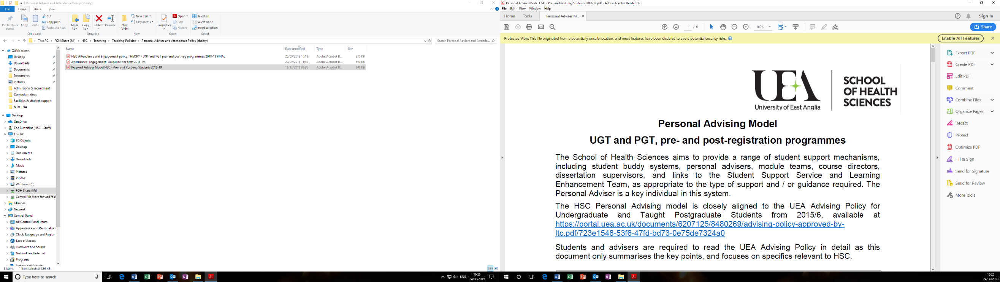 Personal Adviser and Attendance Policy (theory)
File Home Share View
Pin to Quick access
Copy
Paste
Cut
Copy path
Paste shortcut
Clipboard
Move to
Copy to
Delete
Rename
Organise
New folder
New item
Easy access
New
Properties
Open
Edit
History
Open
Select all
Select none
Invert selection
Select
This PC > FOH Share (M:) > HSC > Teaching > Teaching Policies > Personal Adviser and Attendance Policy (theory)
Search Personal Adviser and Attenda...
Quick access
Desktop
Downloads
Documents
Documents
Pictures
Admissions & recruitment
Curriculum docs
Facilities & student support
NTU TNA
Desktop
OneDrive
Zoe Butterfint (HSC - Staff)
This PC
3D Objects
Desktop
Documents
Downloads
Music
Pictures
Videos
Windows (C:)
FOH Share (M:)
Central File Store for wo176 (
Libraries
Network
Control Panel
All Control Panel Items
Appearance and Personalisati
Clock, Language and Region
Ease of Access
Hardware and Sound
Network and Internet
Programs
System and Security
Name Date modified Type Size
HSC Attendance and Engagement policy THEORY - UGT and PGT pre- and post-reg programmes 2018-19 FINAL 20/09/2018 10:13 Adobe Acrobat D... 330 KB
Attendance Engagement Guidance for Staff 2018-19 20/09/2018 11:59 Adobe Acrobat D... 590 KB
Personal Adviser Model HSC - Pre- and Post-reg Students 2018-19 13/12/2018 08:36 Adobe Acrobat D... 340 KB
3 items 1 item selected 339 KB
Type here to search
ENG
16:26
24/06/2019
Personal Adviser Model HSC - Pre- and Post-reg Students 2018-19.pdf - Adobe Acrobat Reader DC
File Edit View Window Help
Home Tools Personal Adviser M... ×
Sign In
1 / 6
180%
Share
Protected View: This file originated from a potentially unsafe location, and most features have been disabled to avoid potential security risks.
Enable All Features
UEA
University of East Anglia
SCHOOL
OF HEALTH
SCIENCES
Personal Advising Model
UGT and PGT, pre- and post-registration programmes
The School of Health Sciences aims to provide a range of student support mechanisms,
including student buddy systems, personal advisers, module teams, course directors,
dissertation supervisors, and links to the Student Support Service and Learning
Enhancement Team, as appropriate to the type of support and / or guidance required. The
Personal Adviser is a key individual in this system.
The HSC Personal Advising model is closely aligned to the UEA Advising Policy for
Undergraduate and Taught Postgraduate Students from 2015/6, available at
https://portal.uea.ac.uk/documents/6207125/8480269/advising-policy-approved-by-
ltc.pdf/723e1548-53f6-47fd-bd73-0e75de7324a0
Students and advisers are required to read the UEA Advising Policy in detail as this
document only summarises the key points, and focuses on specifics relevant to HSC.
Export PDF
Create PDF
Edit PDF
Comment
Combine Files
Organize Pages
Redact
Protect
Optimize PDF
Fill & Sign
Send for Signature
Send for Review
More Tools
16:26
24/06/2019